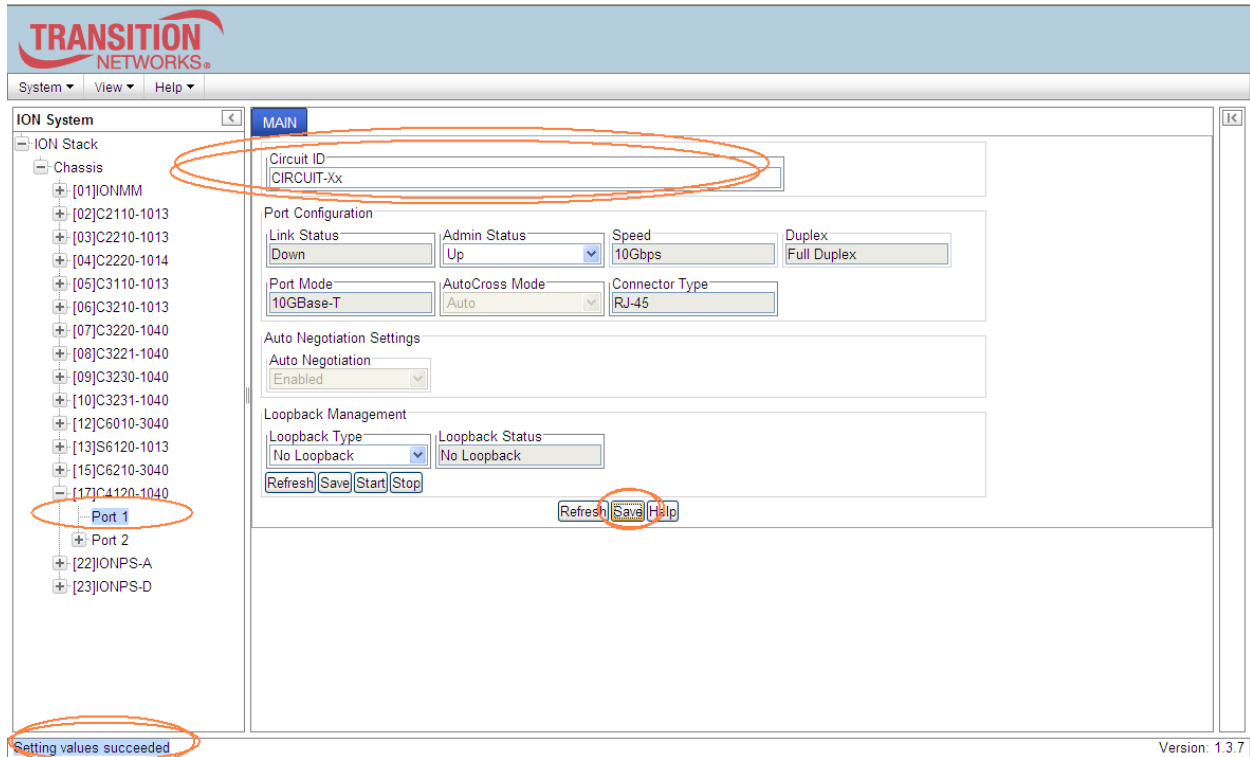 TRANSITION
NETWORKS®
System View Help
ION System
ION Stack
Chassis
[01]IONMM
[02]C2110-1013
[03]C2210-1013
[04]C2220-1014
[05]C3110-1013
[06]C3210-1013
[07]C3220-1040
[08]C3221-1040
[09]C3230-1040
[10]C3231-1040
[12]C6010-3040
[13]S6120-1013
[15]C6210-3040
[17]C4120-1040
Port 1
Port 2
[22]IONPS-A
[23]IONPS-D
MAIN
Circuit ID
CIRCUIT-Xx
Port Configuration
Link Status Admin Status Speed Duplex
Down Up 10Gbps Full Duplex
Port Mode AutoCross Mode Connector Type
10GBase-T Auto RJ-45
Auto Negotiation Settings
Auto Negotiation
Enabled
Loopback Management
Loopback Type Loopback Status
No Loopback No Loopback
Refresh Save Start Stop
Refresh Save Help
Setting values succeeded
Version: 1.3.7